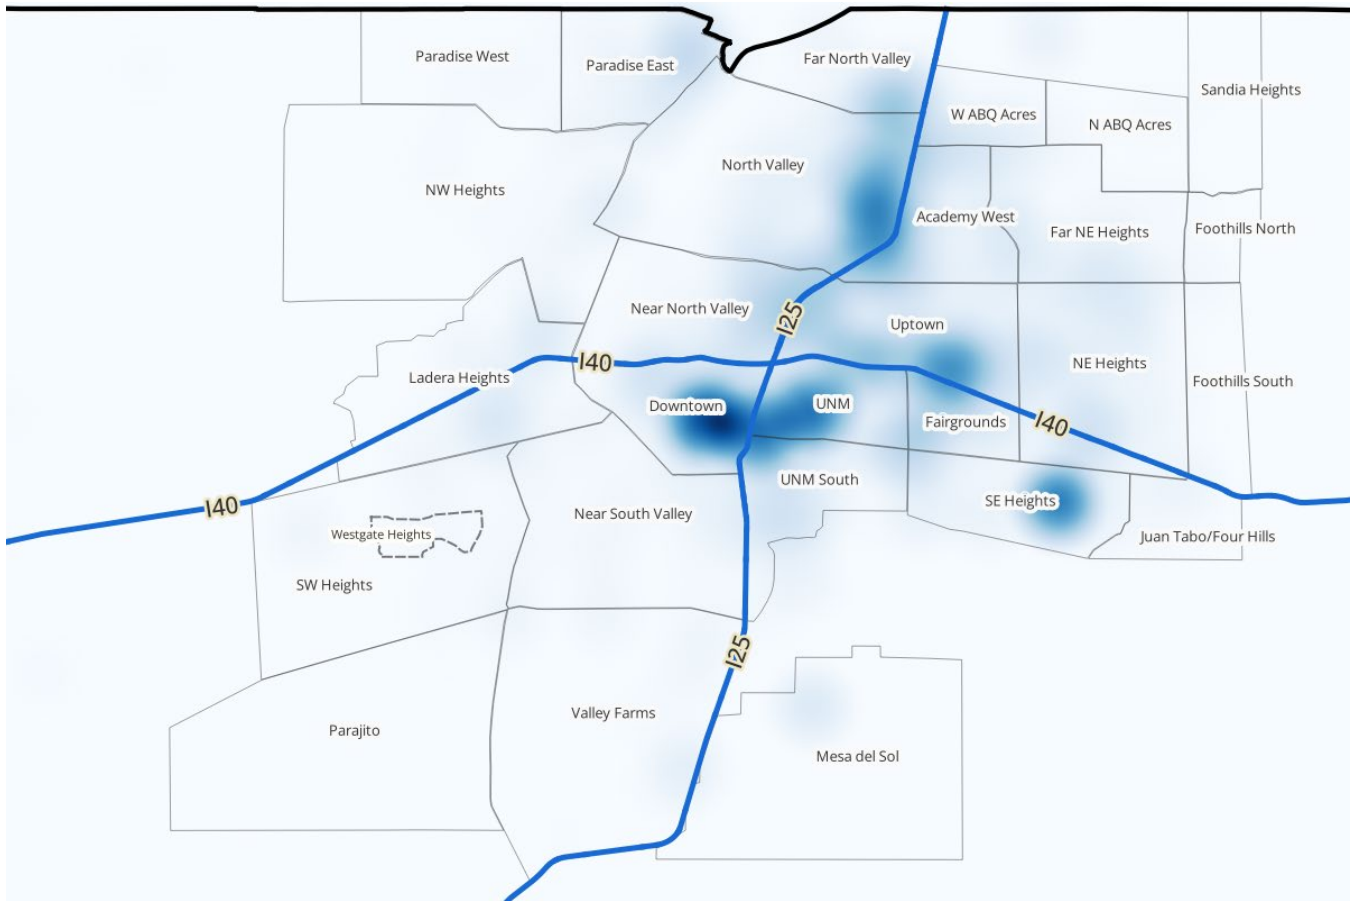 Paradise West
Paradise East
Far North Valley
Sandia Heights
W ABQ Acres
N ABQ Acres
North Valley
NW Heights
Academy West
Far NE Heights
Foothills North
Near North Valley
I25
Uptown
I40
Ladera Heights
NE Heights
Foothills South
Downtown
UNM
Fairgrounds
I40
UNM South
SE Heights
I40
Near South Valley
Westgate Heights
Juan Tabo/Four Hills
SW Heights
I25
Valley Farms
Parajito
Mesa del Sol